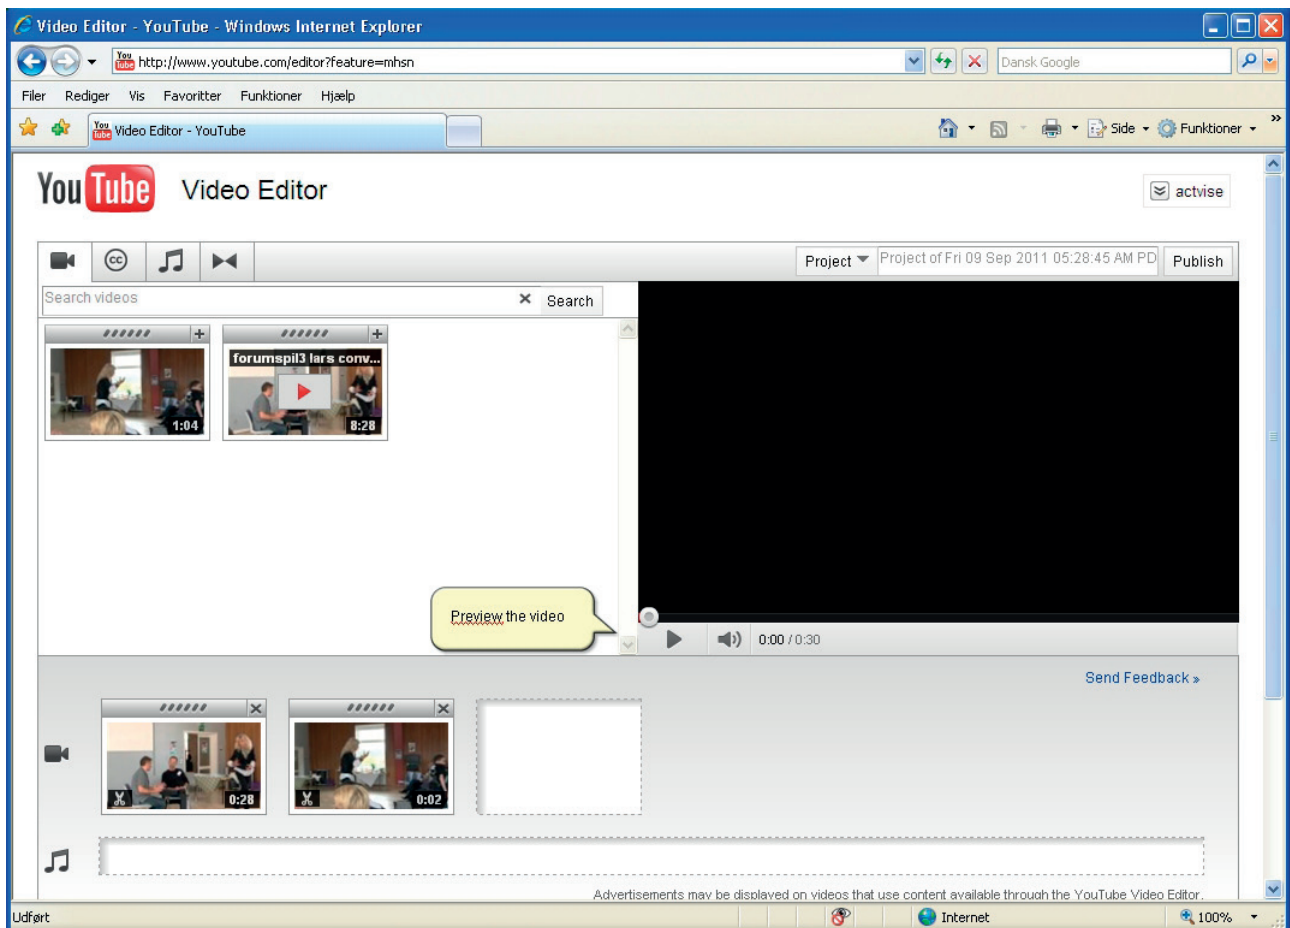 Video Editor - YouTube - Windows Internet Explorer
http://www.youtube.com/editor?feature=mhsn
Dansk Google
Filer Rediger Vis Favoritter Funktioner Hjælp
Video Editor - YouTube
Side Funktioner
YouTube Video Editor
actvise
Project Project of Fri 09 Sep 2011 05:28:45 AM PD Publish
Search videos Search
forumspil3 lars conv...
1:04 8:28
Preview the video
0:00 / 0:30
Send Feedback »
0:28 0:02
Advertisements may be displayed on videos that use content available through the YouTube Video Editor.
Udført Internet 100%